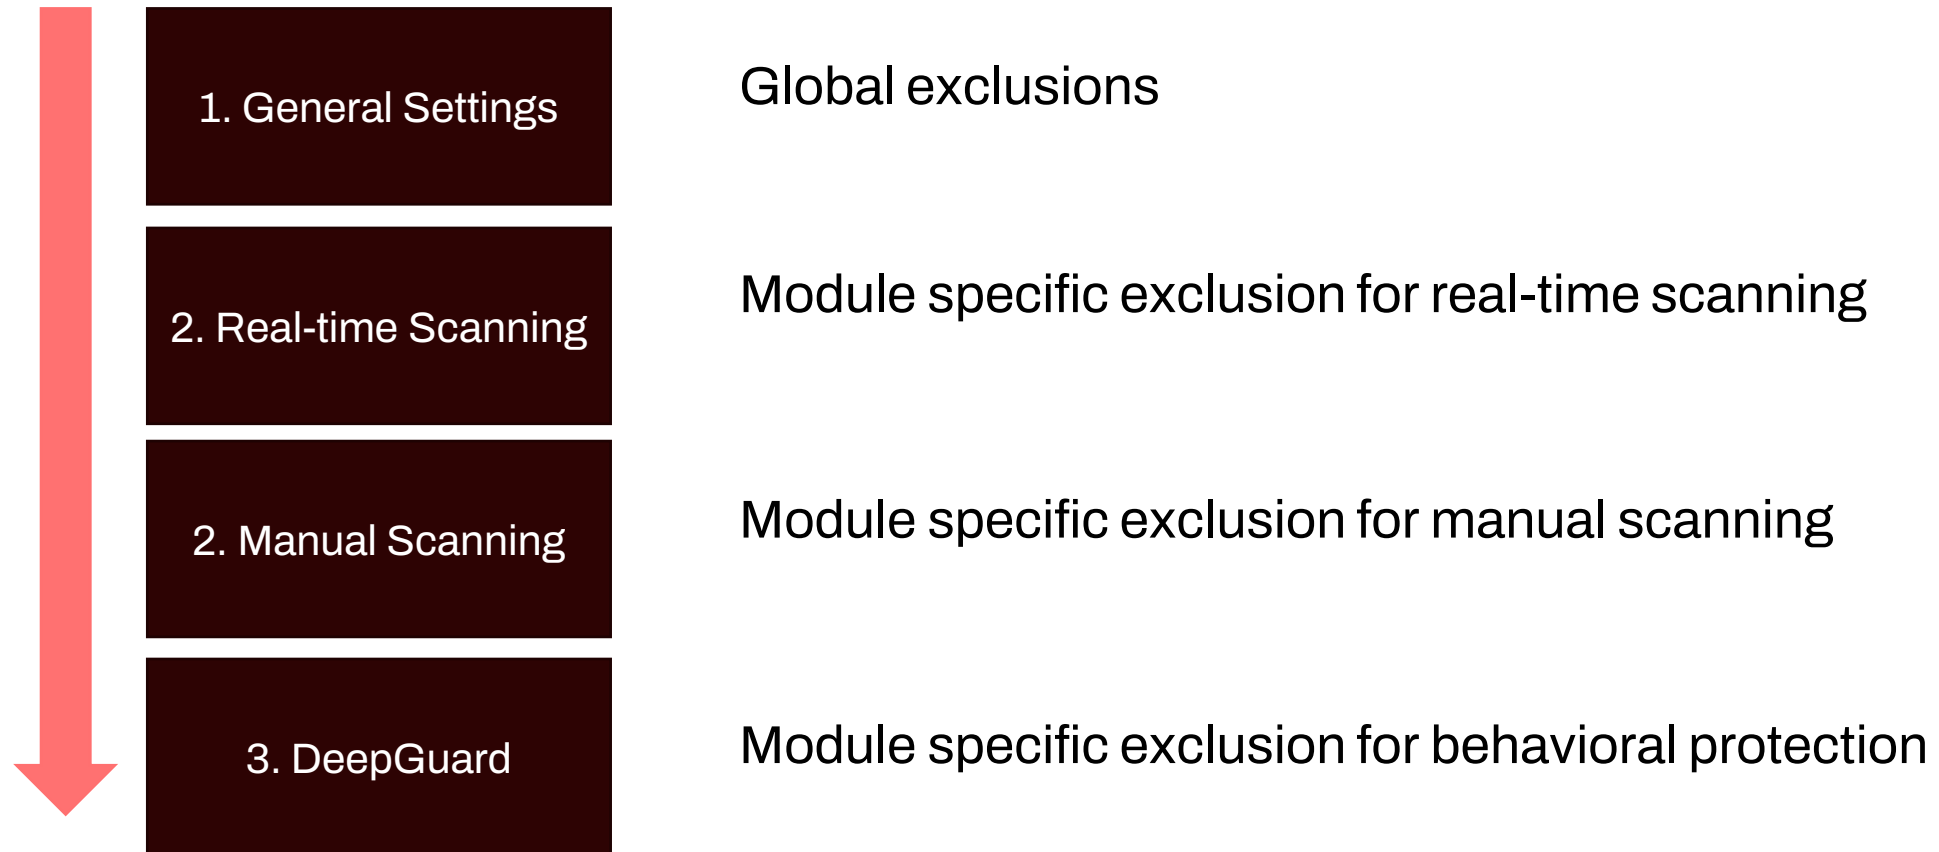 1. General Settings
Global exclusions
2. Real-time Scanning
Module specific exclusion for real-time scanning
2. Manual Scanning
Module specific exclusion for manual scanning
3. DeepGuard
Module specific exclusion for behavioral protection